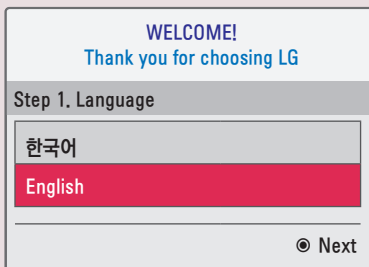 WELCOME!
Thank you for choosing LG
Step 1. Language
한국어
English
◉ Next